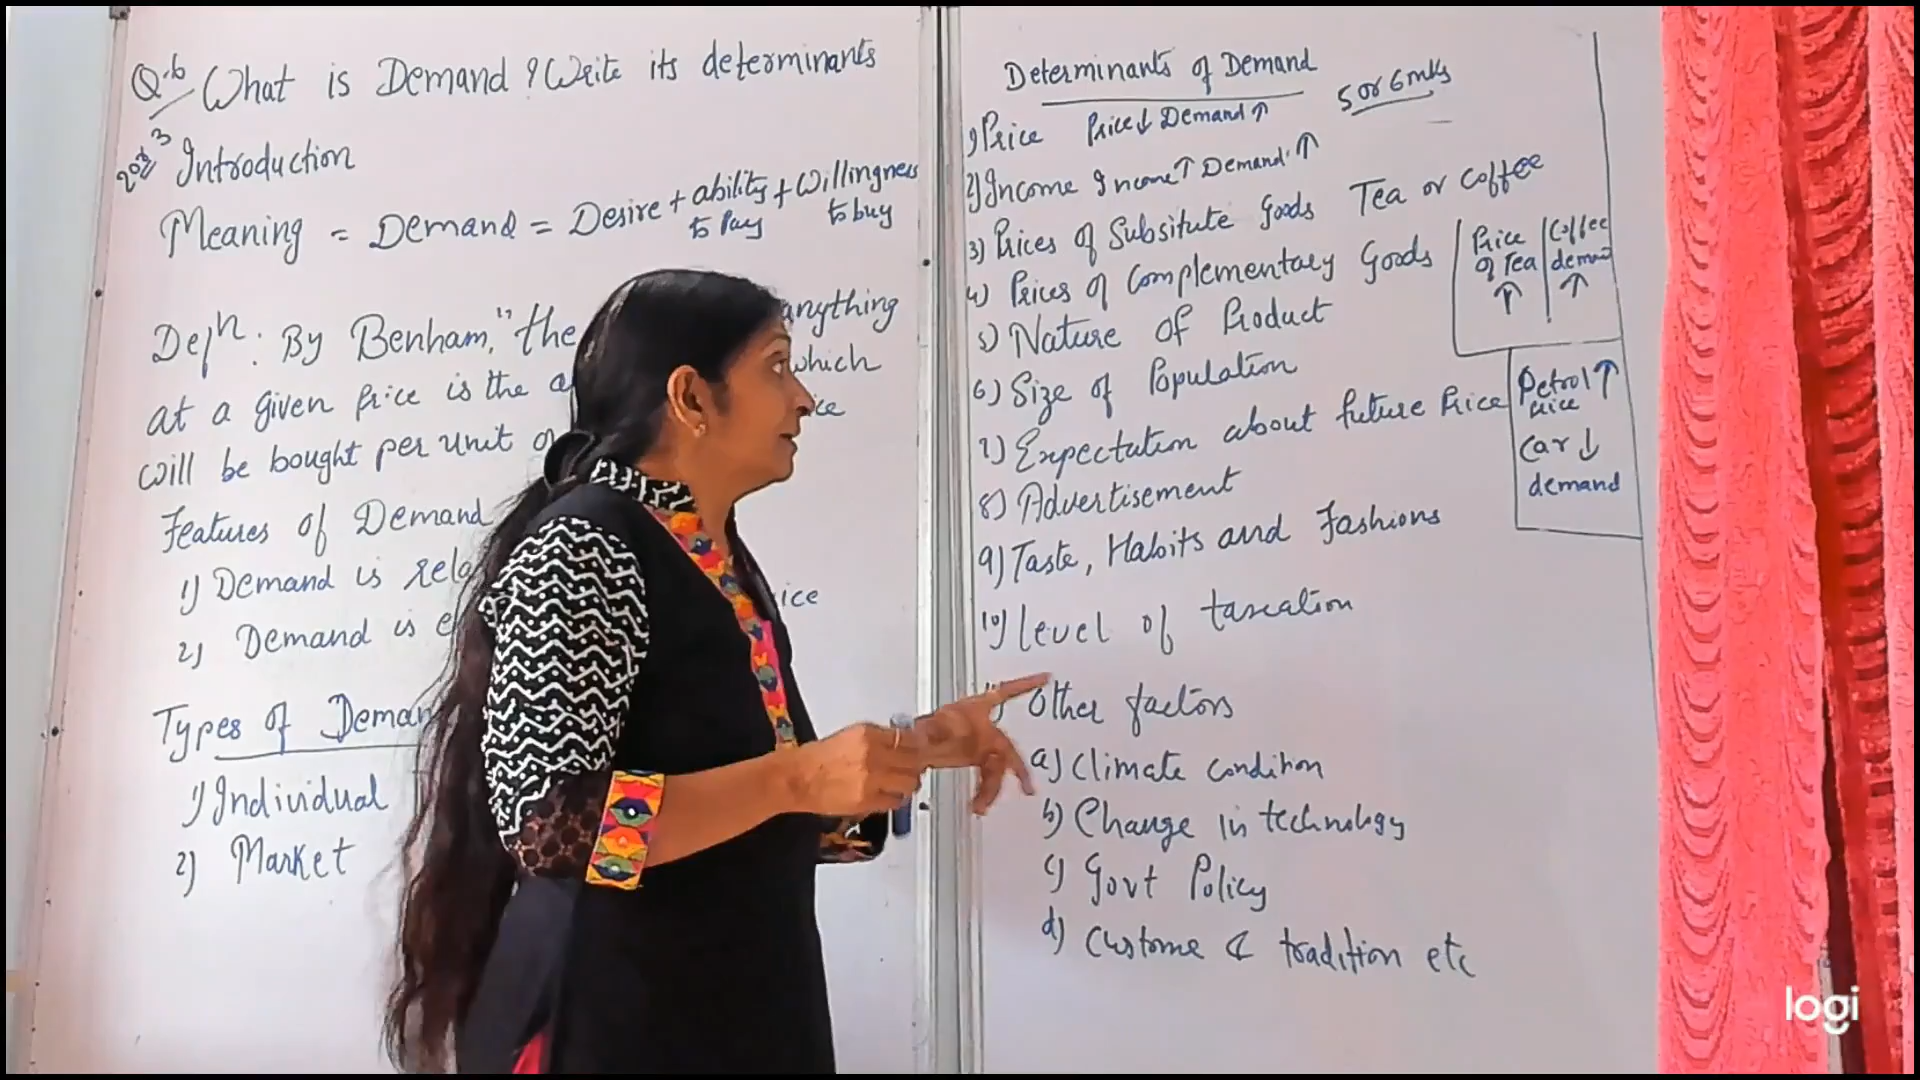 Q.6 What is Demand? Write its determinants
2023 Introduction
Meaning = Demand = Desire + ability to pay + willingness to buy
Defn: By Benham, "the anything
at a given price is the which
will be bought per unit
Features of Demand
1) Demand is
2) Demand is
Types of
1) Individual
2) Market
Determinants of Demand
5 or 6 mks
1) Price Price↓ Demand↑
2) Income Income↑ Demand↑
3) Prices of Subsitute Goods Tea or Coffee
4) Prices of Complementary Goods
Price of Tea ↑
Coffee demand ↑
5) Nature of Product
6) Size of Population
7) Expectation about future Price
Petrol price ↑
Car ↓
demand
8) Advertisement
9) Taste, Habits and Fashions
10) Level of taxation
Other factors
a) Climate condition
b) Change in technology
c) Govt Policy
d) Custome & tradition etc
logi